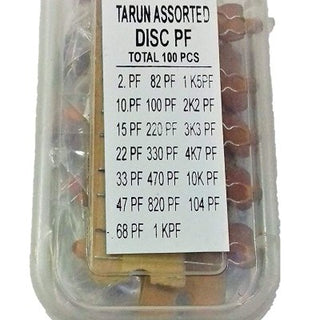 TARUN ASSORTED
DISC PF
TOTAL 100 PCS
2. PF 82 PF 1 K5PF
10.PF 100 PF 2K2 PF
15 PF 220 PF 3K3 PF
22 PF 330 PF 4K7 PF
33 PF 470 PF 10K PF
47 PF 820 PF 104 PF
68 PF 1 KPF